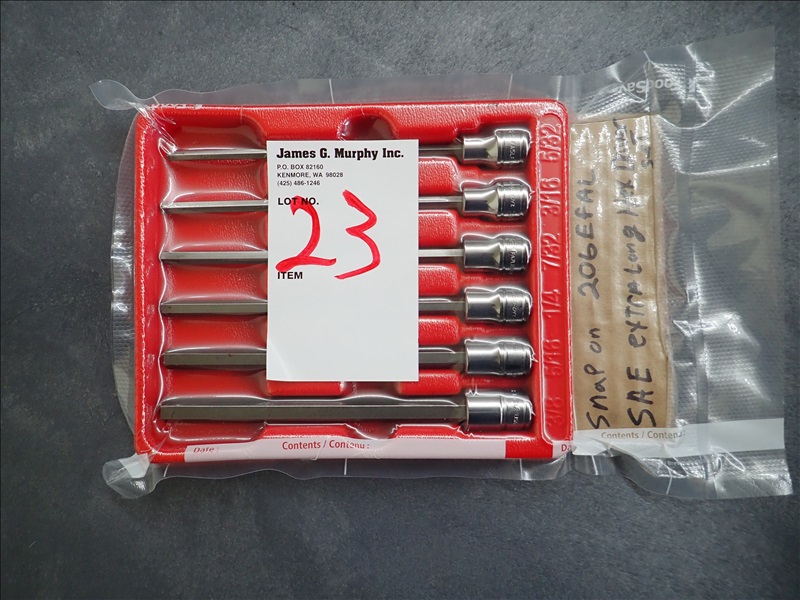 James G. Murphy Inc.
P.O. BOX 82160
KENMORE, WA 98028
(425) 486-1246
LOT NO.
23
ITEM
5/32
3/16
7/32
1/4
5/16
3/8
Snap on 206EFAL
SAE extra Long Hex
Date :
Contents / Contenu :
Contents / Contenu